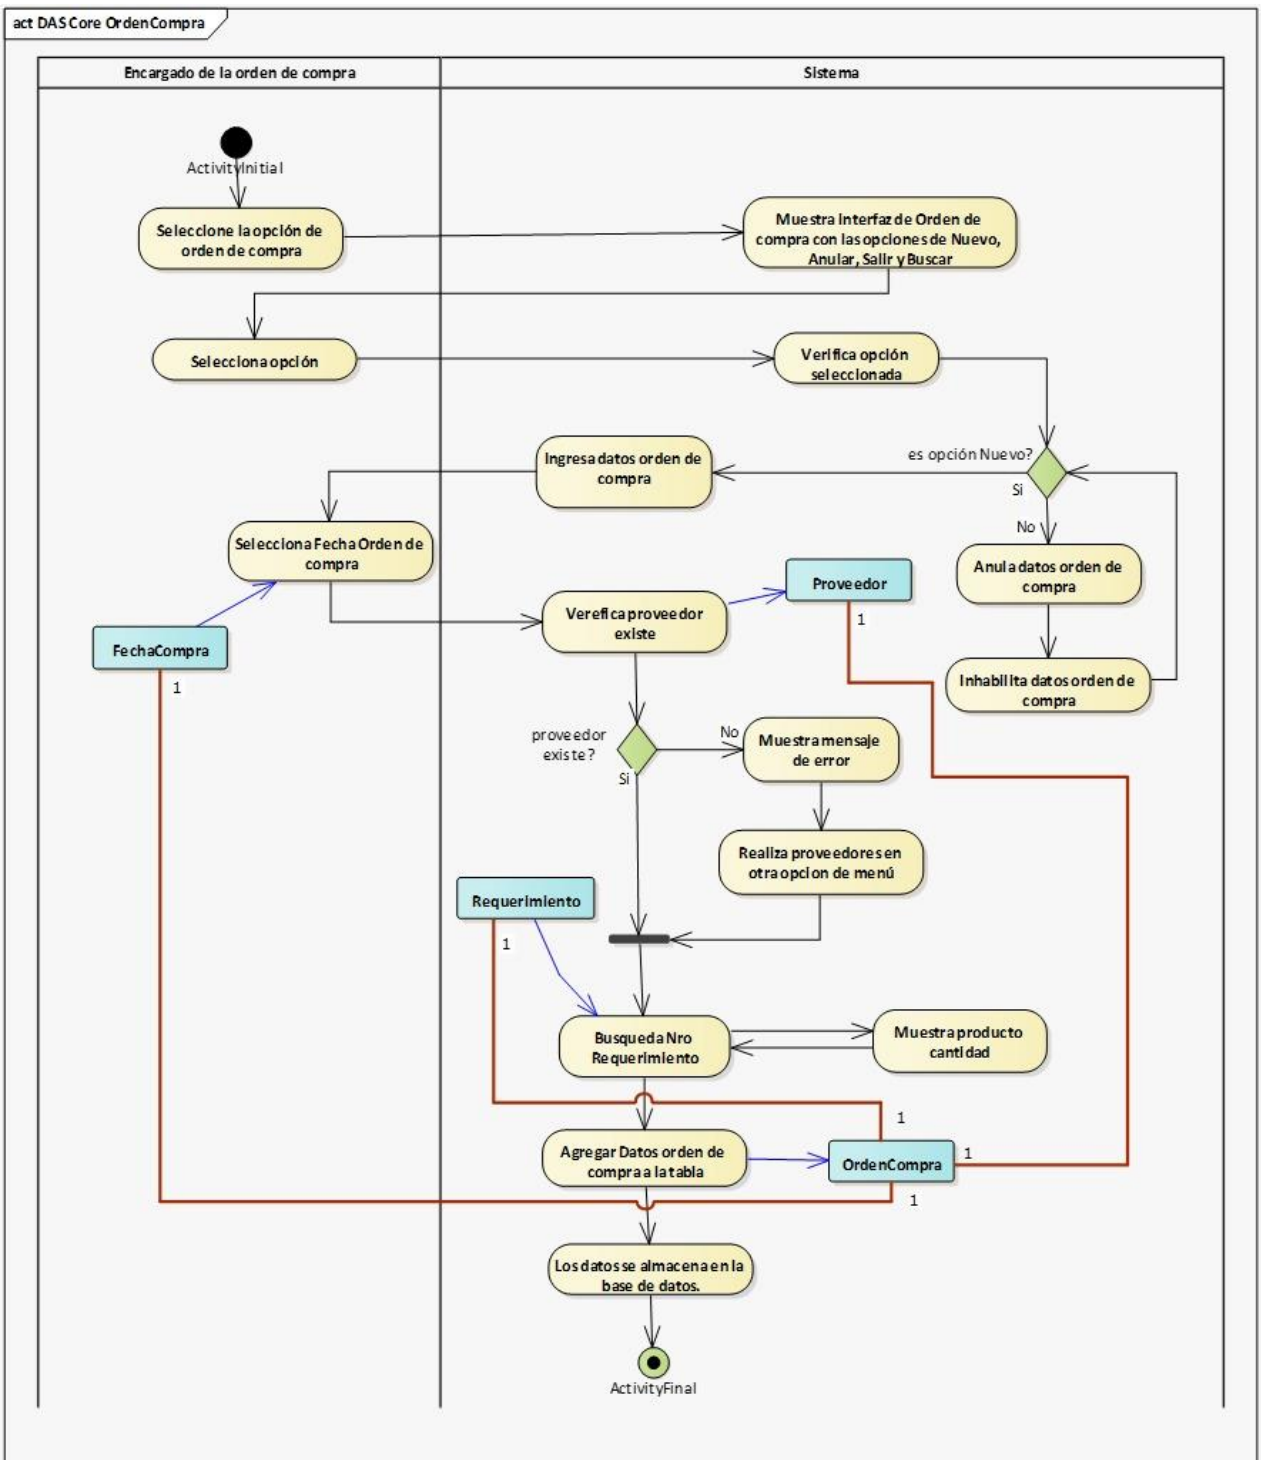 act DAS Core OrdenCompra
Encargado de la orden de compra
Sistema
ActivityInitial
Seleccione la opción de
orden de compra
Muestra Interfaz de Orden de
compra con las opciones de Nuevo,
Anular, Salir y Buscar
Selecciona opción
Verifica opción
seleccionada
es opción Nuevo?
Si
No
Ingresa datos orden de
compra
Selecciona Fecha Orden de
compra
Anula datos orden de
compra
Proveedor
1
Verefica proveedor
existe
FechaCompra
1
Inhabilita datos orden de
compra
proveedor
existe?
No
Si
Muestra mensaje
de error
Realiza proveedores en
otra opcion de menú
Requerimiento
1
Busqueda Nro
Requerimiento
Muestra producto
cantidad
1
Agregar Datos orden de
compra a la tabla
OrdenCompra
1
1
Los datos se almacena en la
base de datos.
ActivityFinal